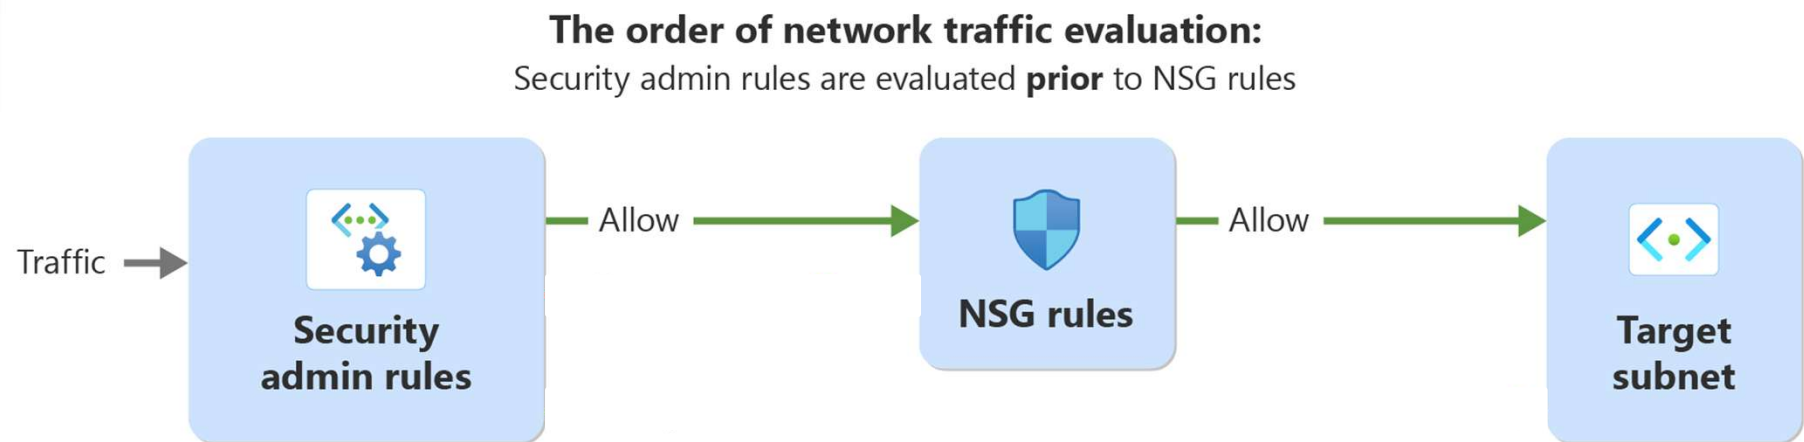 The order of network traffic evaluation:
Security admin rules are evaluated prior to NSG rules
Traffic
Security
admin rules
Allow
NSG rules
Allow
Target
subnet